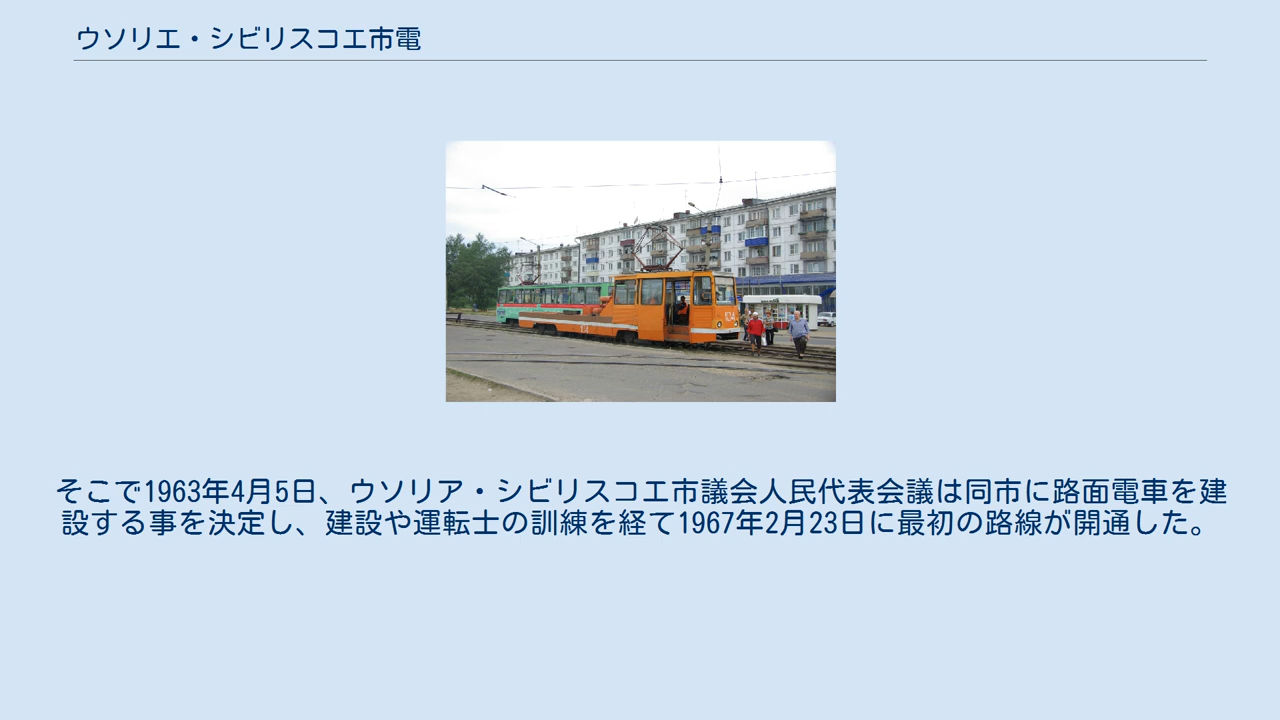 ウソリエ・シビリスコエ市電
そこで1963年4月5日、ウソリア・シビリスコエ市議会人民代表会議は同市に路面電車を建
設する事を決定し、建設や運転士の訓練を経て1967年2月23日に最初の路線が開通した。